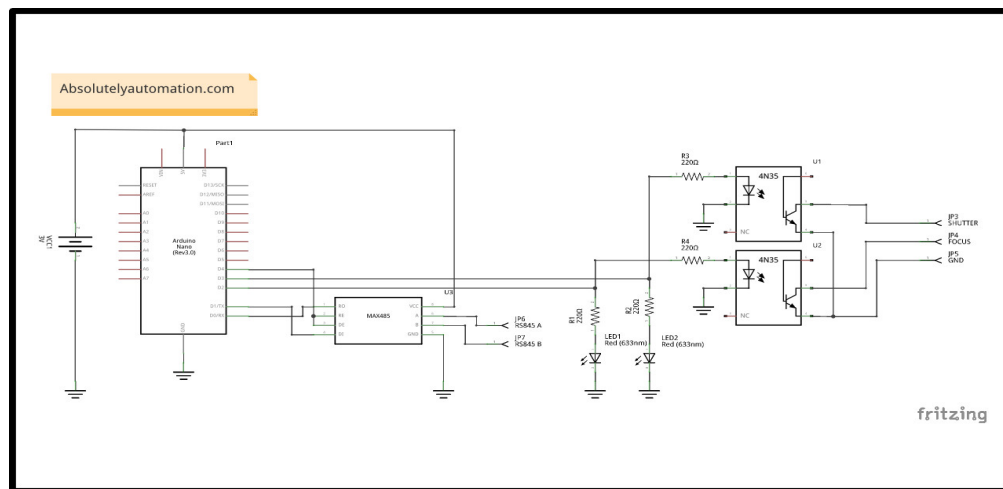 Absolutelyautomation.com
Part1
VIN
5V
3V3
RESET
AREF
A0
A1
A2
A3
A4
A5
A6
A7
D13/SCK
D12/MISO
D11/MOSI
D10
D9
D8
D7
D6
D5
D4
D3
D2
D1/TX
D0/RX
Arduino
Nano
(Rev3.0)
GND
VCC1
U3
MAX485
RO
RE
DE
DI
VCC
A
B
GND
JP6
RS845 A
JP7
RS845 B
R1
220Ω
R2
220Ω
LED1
Red (633nm)
LED2
Red (633nm)
R3
220Ω
R4
220Ω
U1
4N35
NC
U2
4N35
NC
JP3
SHUTTER
JP4
FOCUS
JP5
GND
fritzing